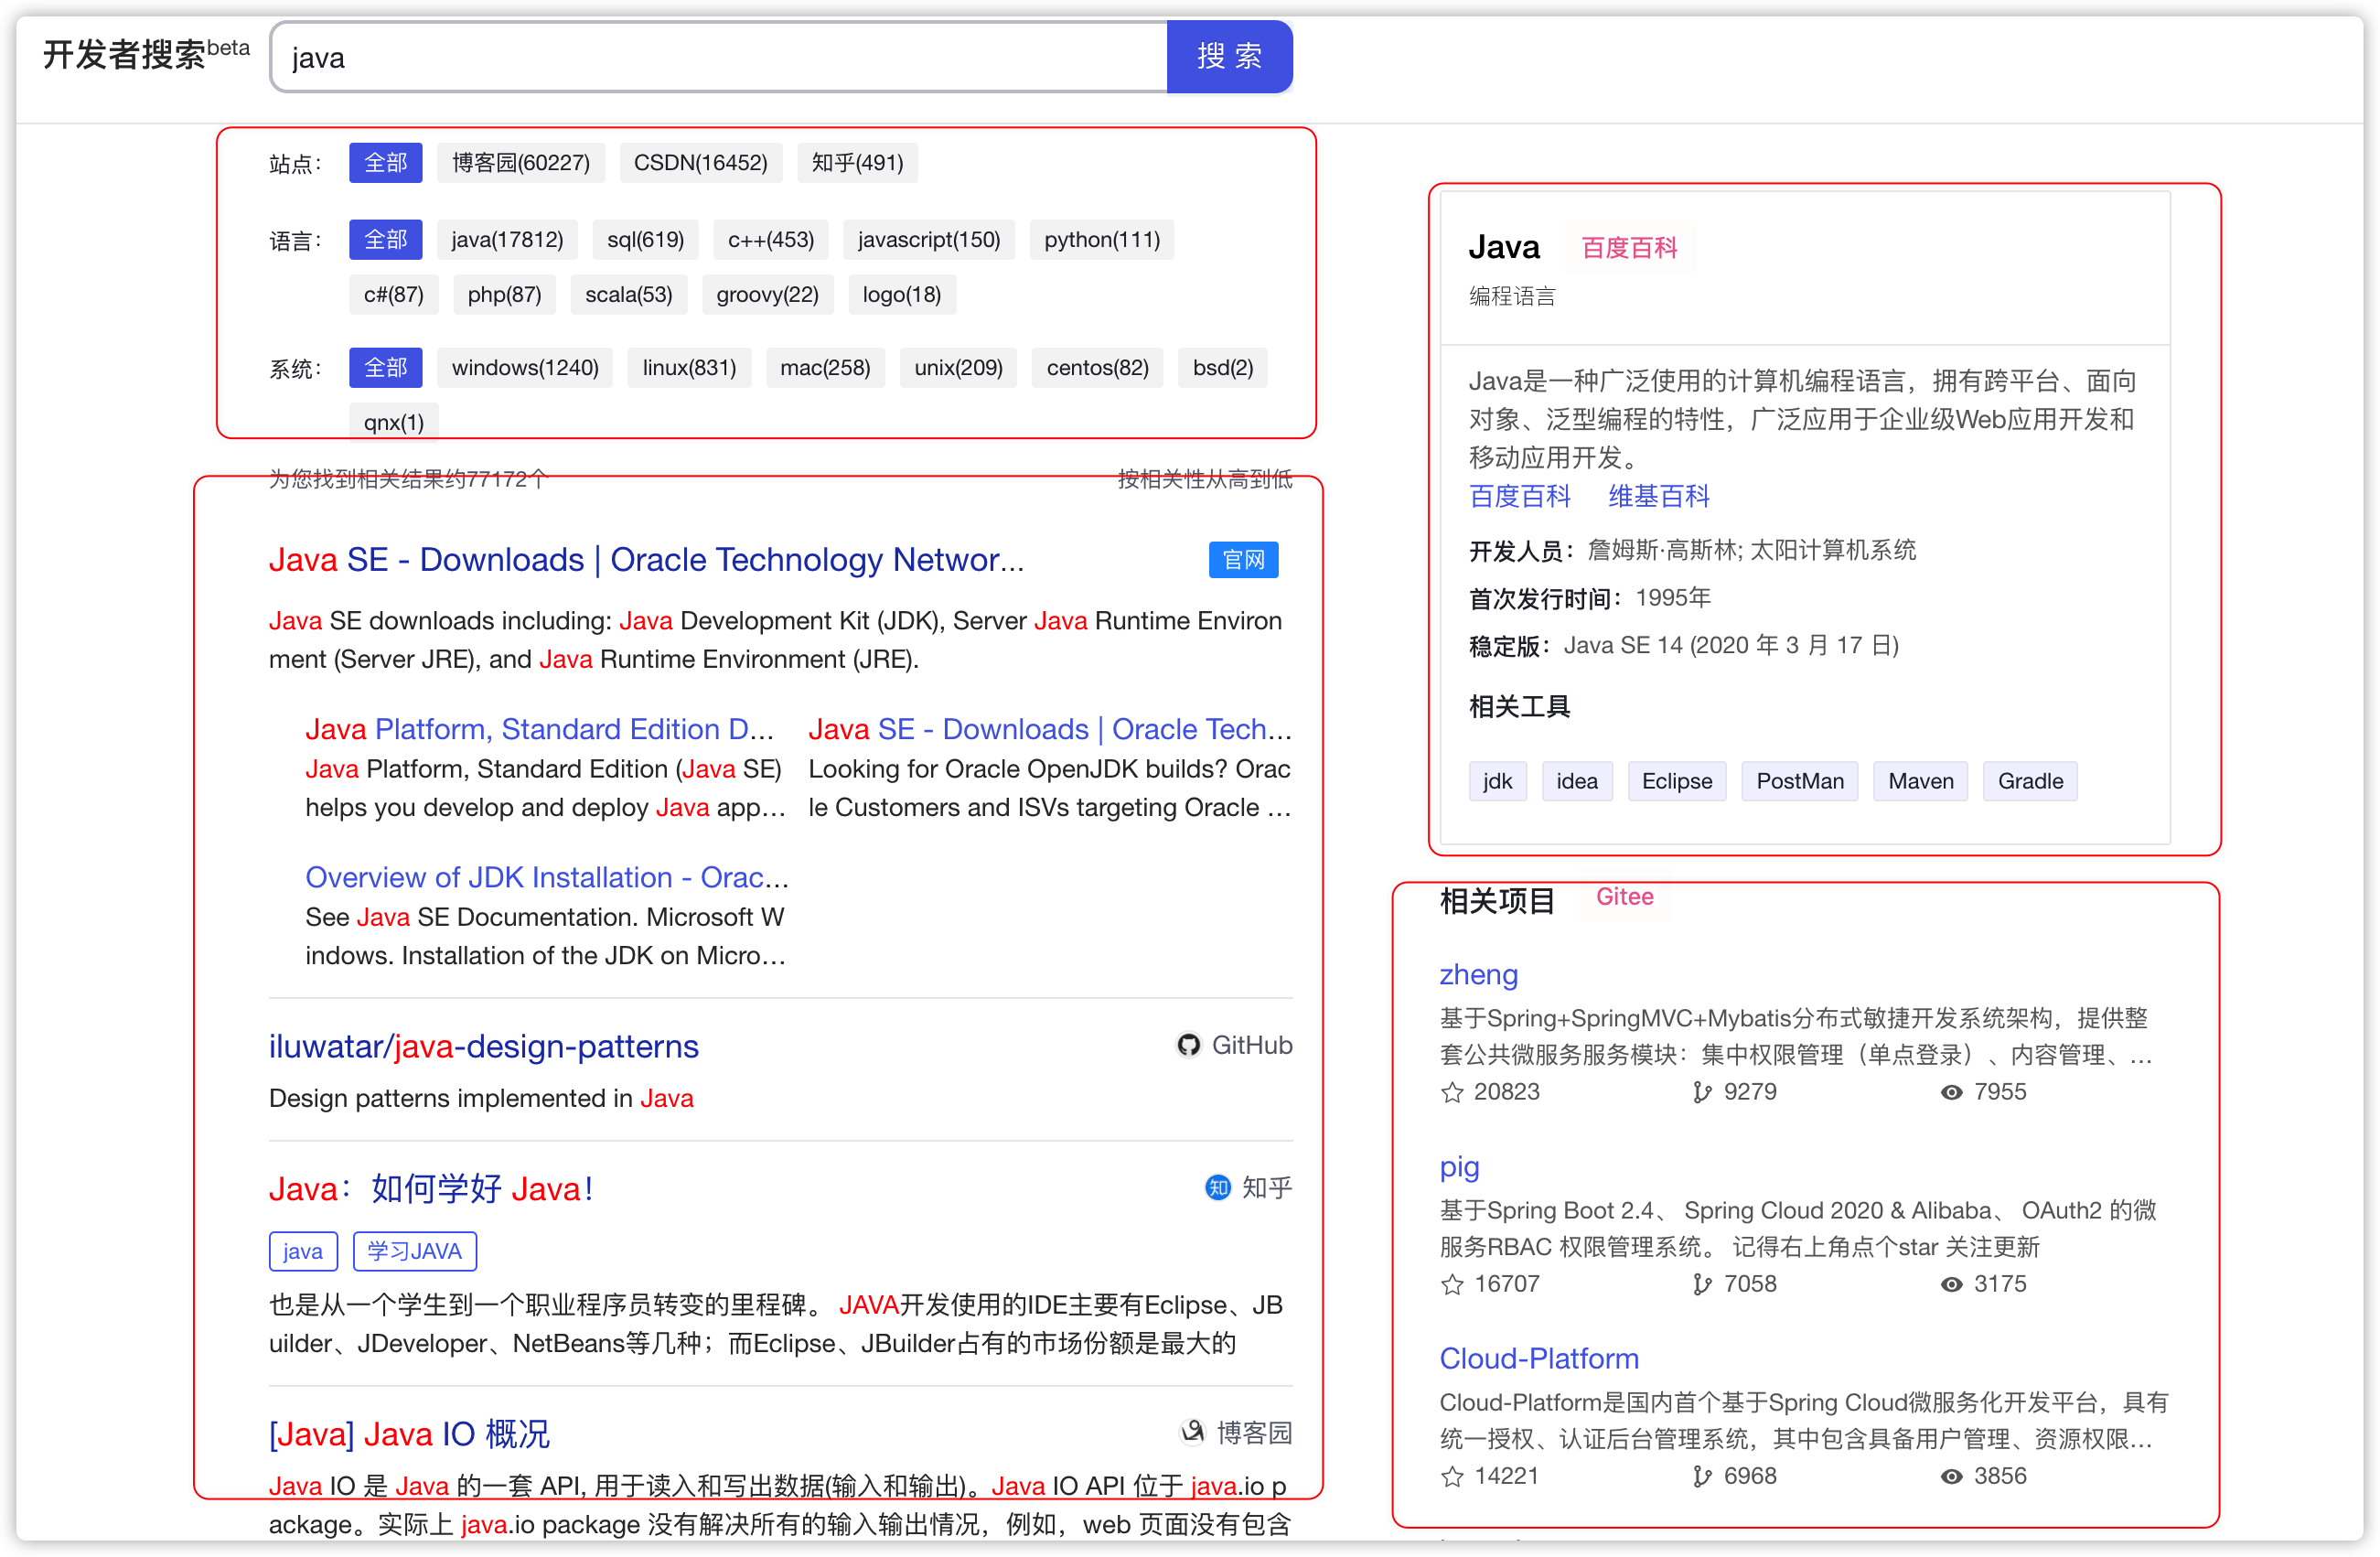 开发者搜索beta
java
搜 索
站点：
全部
博客园(60227)
CSDN(16452)
知乎(491)
语言：
全部
java(17812)
sql(619)
c++(453)
javascript(150)
python(111)
c#(87)
php(87)
scala(53)
groovy(22)
logo(18)
系统：
全部
windows(1240)
linux(831)
mac(258)
unix(209)
centos(82)
bsd(2)
qnx(1)
为您找到相关结果约77172个
按相关性从高到低
Java SE - Downloads | Oracle Technology Networ...
官网
Java SE downloads including: Java Development Kit (JDK), Server Java Runtime Environ
ment (Server JRE), and Java Runtime Environment (JRE).
Java Platform, Standard Edition D...
Java Platform, Standard Edition (Java SE)
helps you develop and deploy Java app...
Java SE - Downloads | Oracle Tech...
Looking for Oracle OpenJDK builds? Orac
le Customers and ISVs targeting Oracle ...
Overview of JDK Installation - Orac...
See Java SE Documentation. Microsoft W
indows. Installation of the JDK on Micro...
iluwatar/java-design-patterns
GitHub
Design patterns implemented in Java
Java：如何学好 Java！
知 知乎
java
学习JAVA
也是从一个学生到一个职业程序员转变的里程碑。 JAVA开发使用的IDE主要有Eclipse、JB
uilder、JDeveloper、NetBeans等几种；而Eclipse、JBuilder占有的市场份额是最大的
[Java] Java IO 概况
博客园
Java IO 是 Java 的一套 API, 用于读入和写出数据(输入和输出)。Java IO API 位于 java.io p
ackage。实际上 java.io package 没有解决所有的输入输出情况，例如，web 页面没有包含
Java
百度百科
编程语言
Java是一种广泛使用的计算机编程语言，拥有跨平台、面向
对象、泛型编程的特性，广泛应用于企业级Web应用开发和
移动应用开发。
百度百科
维基百科
开发人员：詹姆斯·高斯林; 太阳计算机系统
首次发行时间：1995年
稳定版：Java SE 14 (2020 年 3 月 17 日)
相关工具
jdk
idea
Eclipse
PostMan
Maven
Gradle
相关项目
Gitee
zheng
基于Spring+SpringMVC+Mybatis分布式敏捷开发系统架构，提供整
套公共微服务服务模块：集中权限管理（单点登录）、内容管理、...
20823
9279
7955
pig
基于Spring Boot 2.4、 Spring Cloud 2020 & Alibaba、 OAuth2 的微
服务RBAC 权限管理系统。 记得右上角点个star 关注更新
16707
7058
3175
Cloud-Platform
Cloud-Platform是国内首个基于Spring Cloud微服务化开发平台，具有
统一授权、认证后台管理系统，其中包含具备用户管理、资源权限...
14221
6968
3856